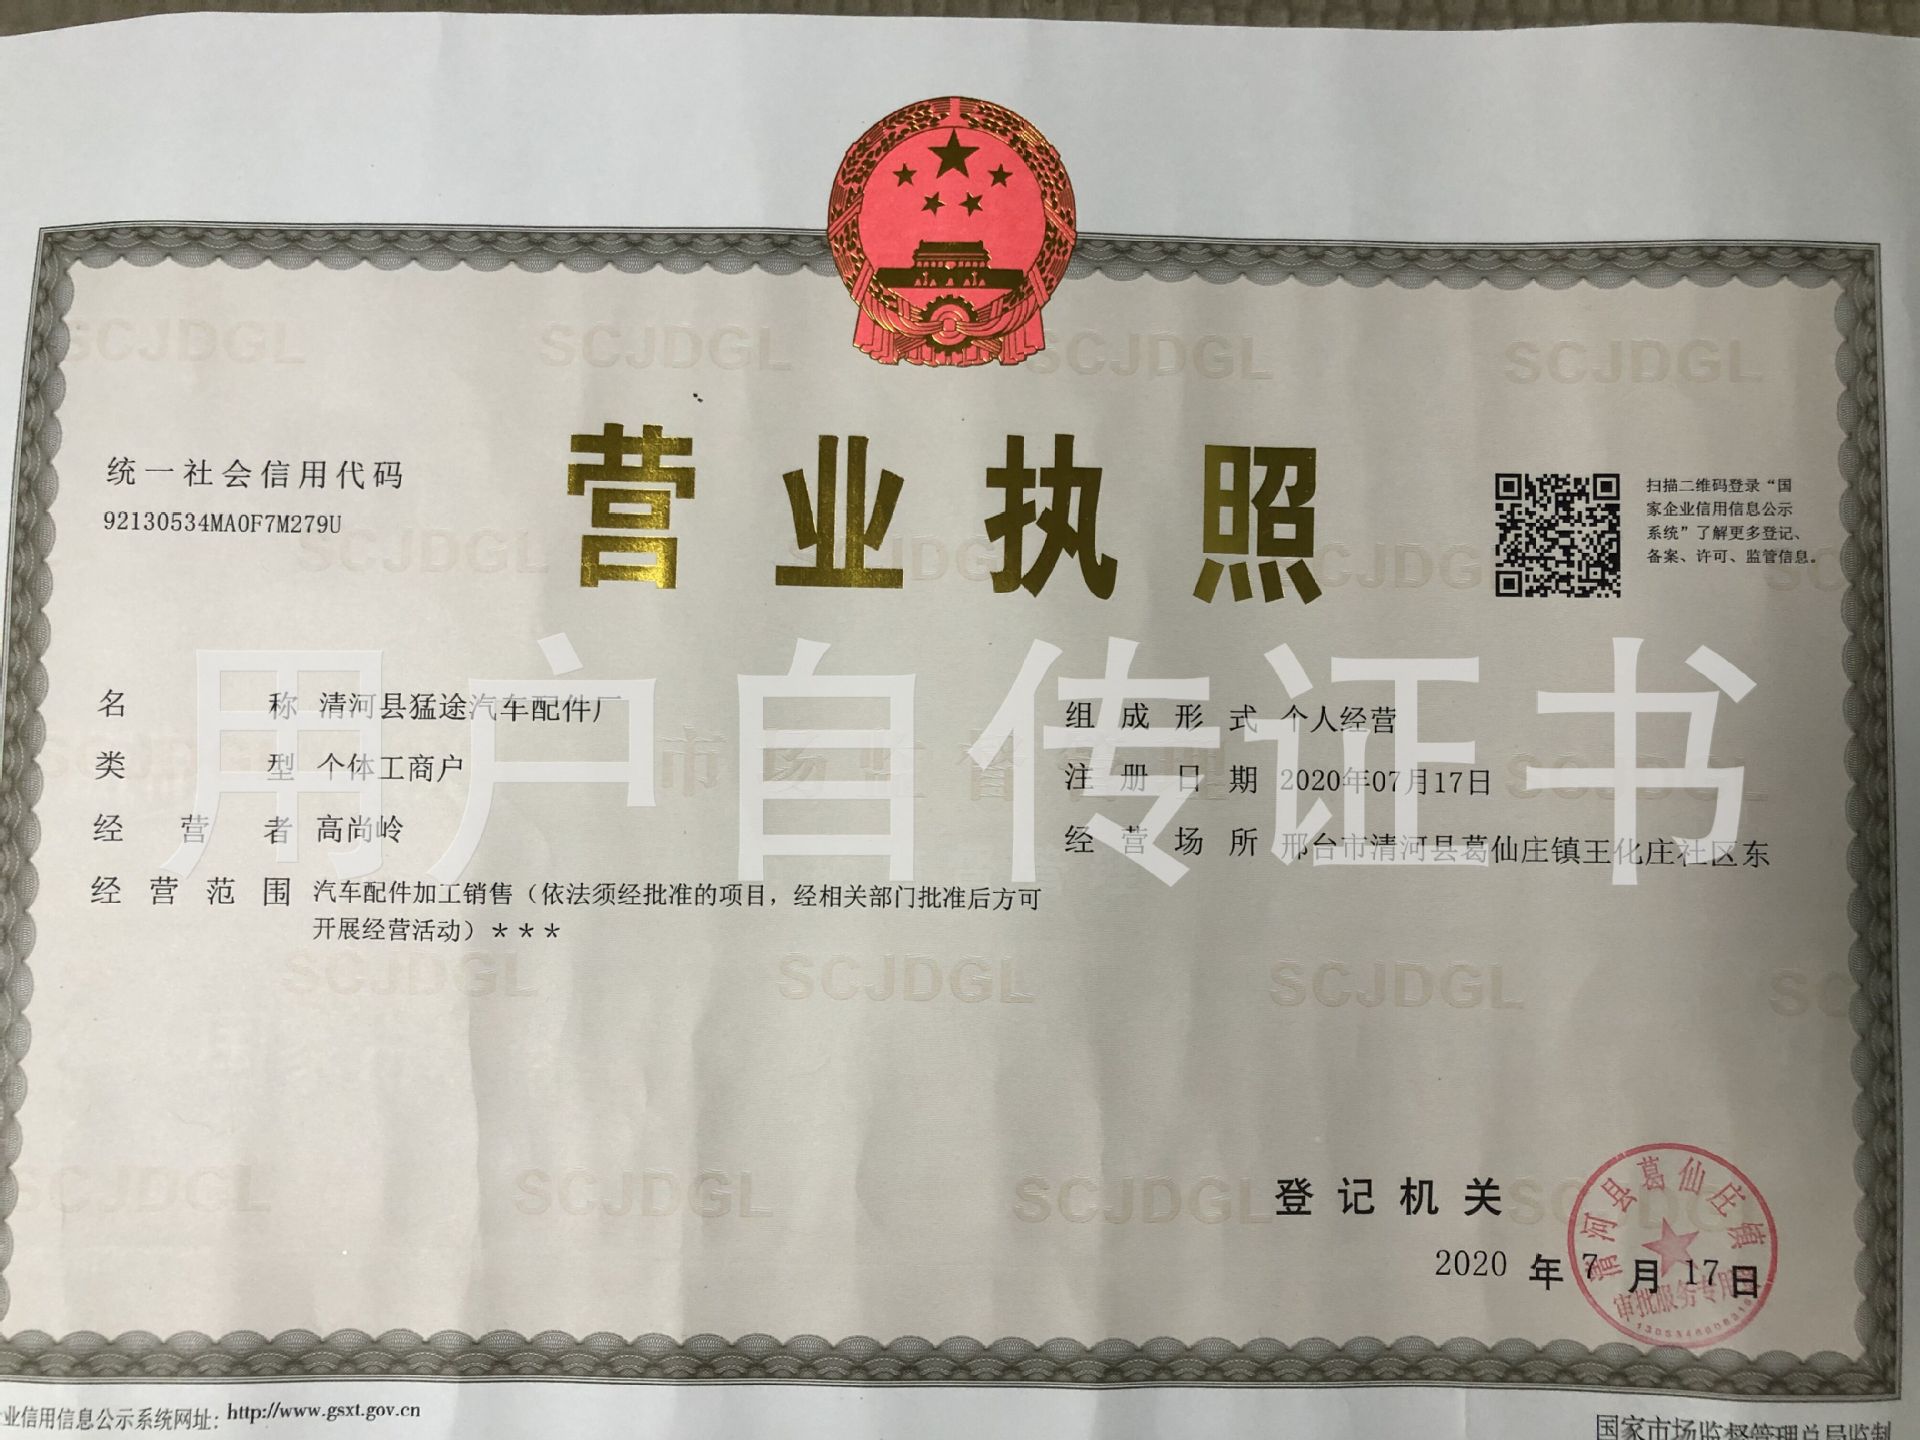 营业执照
统一社会信用代码
92130534MA0F7M279U
扫描二维码登录“国
家企业信用信息公示
系统”了解更多登记、
备案、许可、监管信息。
名称 清河县猛途汽车配件厂
类型 个体工商户
经营者 高尚岭
经营范围 汽车配件加工销售（依法须经批准的项目，经相关部门批准后方可
开展经营活动）＊＊＊
组成形式 个人经营
注册日期 2020年07月17日
经营场所 邢台市清河县葛仙庄镇王化庄社区东
用户自传证书
SCJDGL
登记机关
2020 年 7 月 17 日
清河县葛仙庄镇
审批服务专用
业信用信息公示系统网址：http://www.gsxt.gov.cn
国家市场监督管理总局监制